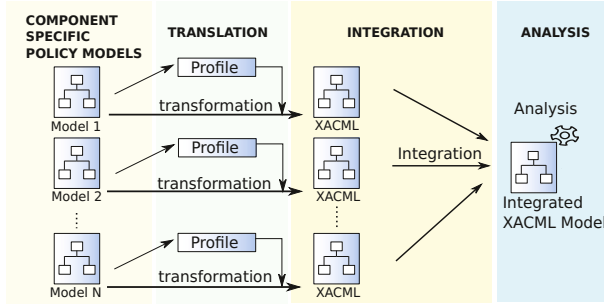 COMPONENT
SPECIFIC
POLICY MODELS
TRANSLATION
INTEGRATION
ANALYSIS
Profile
transformation
Model 1
XACML
Profile
transformation
Model 2
XACML
Profile
transformation
Model N
XACML
Integration
Analysis
Integrated
XACML Model